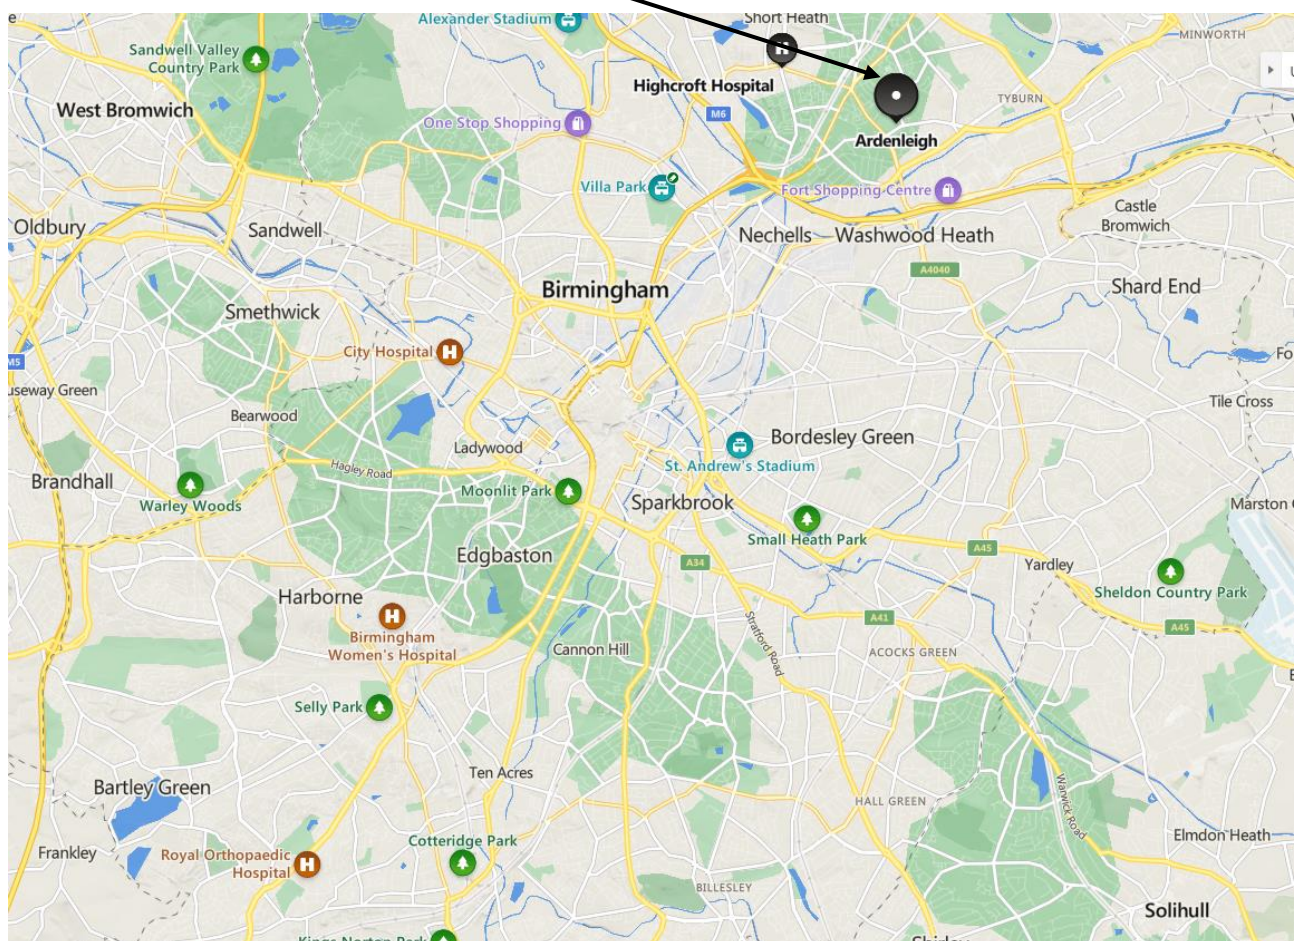 Alexander Stadium
Short Heath
MINWORTH
Sandwell Valley
Country Park
Highcroft Hospital
TYBURN
West Bromwich
M6
One Stop Shopping
Ardenleigh
Villa Park
Fort Shopping Centre
Castle
Bromwich
Oldbury
Sandwell
Nechells
Washwood Heath
A4040
Birmingham
Shard End
Smethwick
City Hospital
M5
useway Green
Tile Cross
Bearwood
Ladywood
Bordesley Green
Hagley Road
St. Andrew's Stadium
Brandhall
Moonlit Park
Warley Woods
Sparkbrook
Marston
Small Heath Park
A45
Edgbaston
A34
Yardley
Sheldon Country Park
Harborne
A41
A45
Birmingham
Women's Hospital
Stratford Road
Cannon Hill
ACOCKS GREEN
Selly Park
Ten Acres
Bartley Green
HALL GREEN
Warwick Road
Elmdon Heath
Cotteridge Park
Frankley
Royal Orthopaedic
Hospital
BILLESLEY
Solihull
Kings Norton Park
Shirley